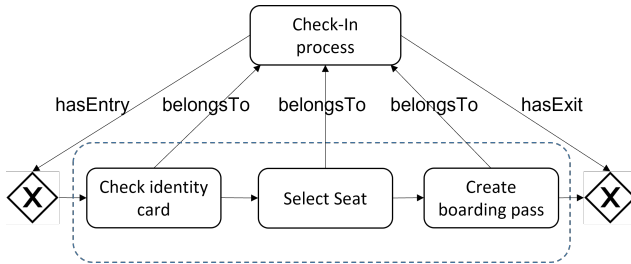 Check-In
process
hasEntry belongsTo belongsTo belongsTo hasExit
X Check identity
card Select Seat Create
boarding pass X